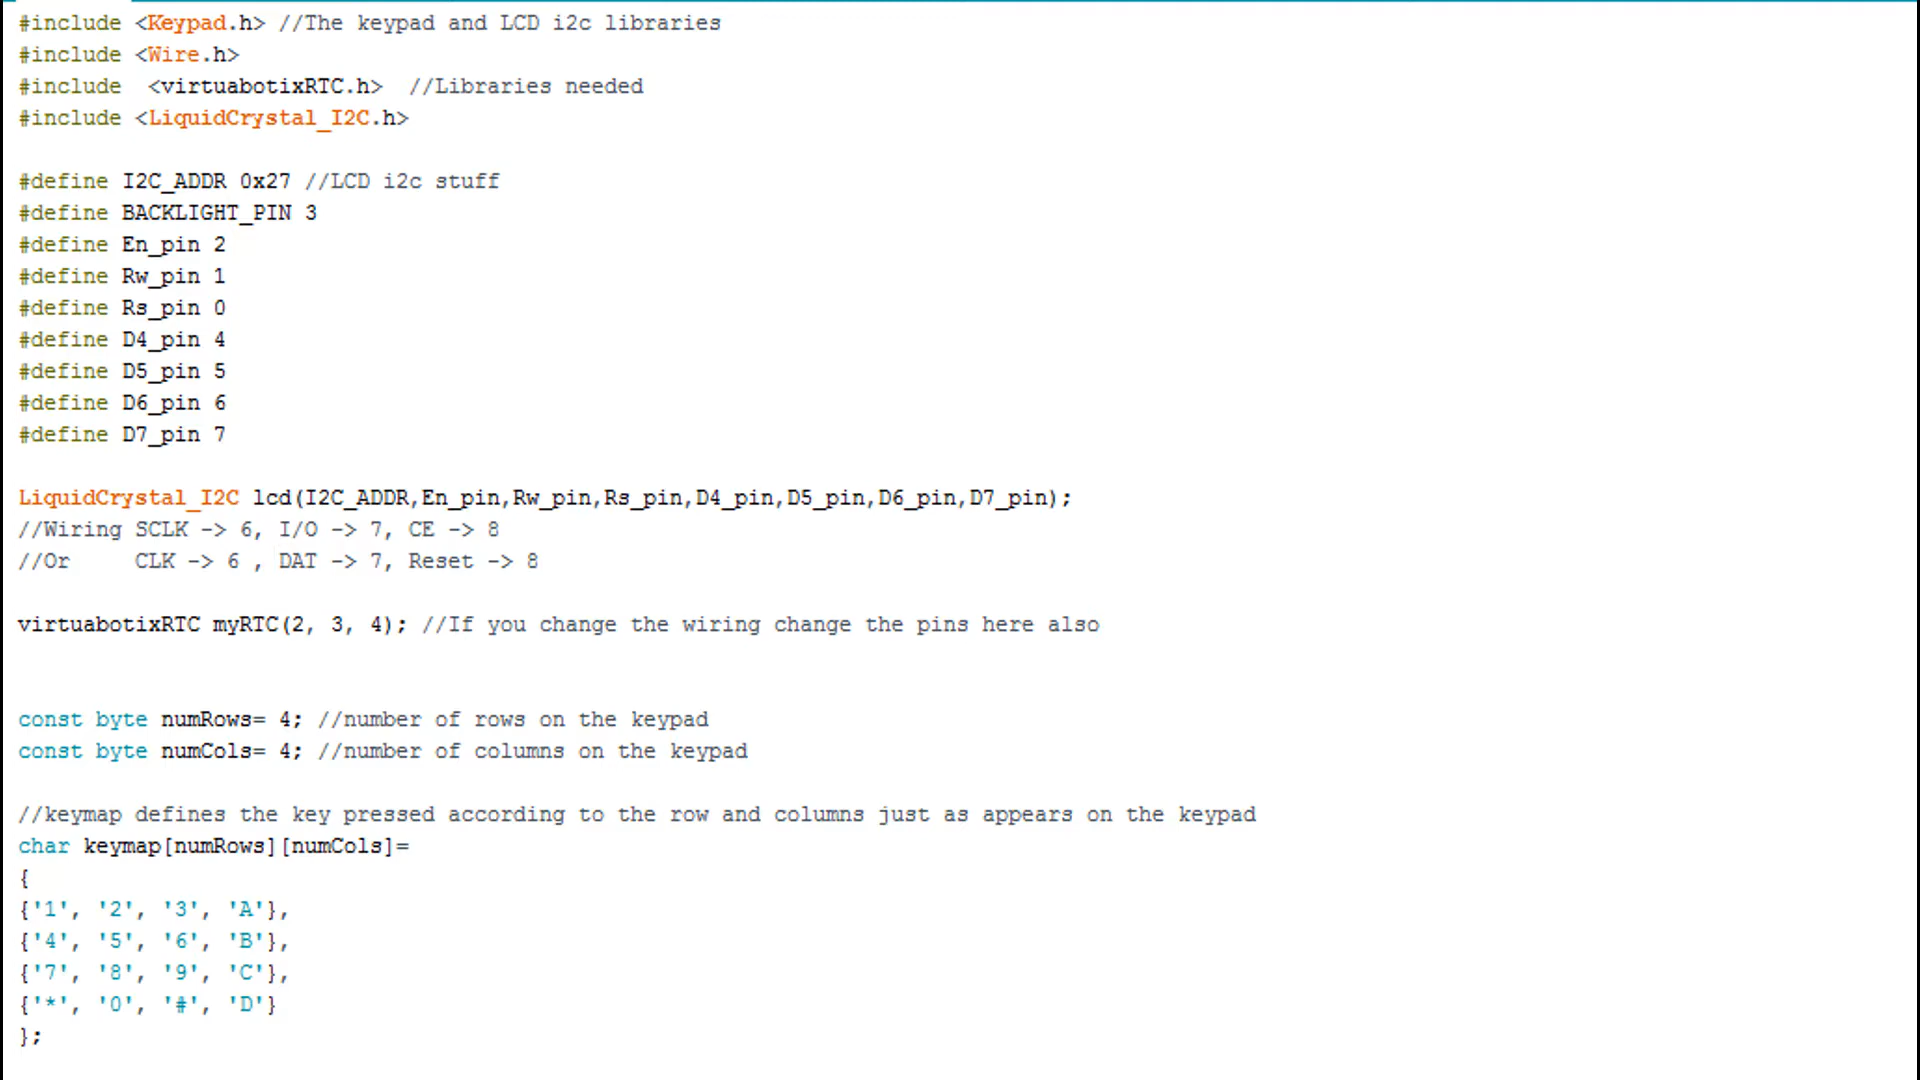 #include <Keypad.h> //The keypad and LCD i2c libraries
#include <Wire.h>
#include  <virtuabotixRTC.h>  //Libraries needed
#include <LiquidCrystal_I2C.h>
#define I2C_ADDR 0x27 //LCD i2c stuff
#define BACKLIGHT_PIN 3
#define En_pin 2
#define Rw_pin 1
#define Rs_pin 0
#define D4_pin 4
#define D5_pin 5
#define D6_pin 6
#define D7_pin 7
LiquidCrystal_I2C lcd(I2C_ADDR,En_pin,Rw_pin,Rs_pin,D4_pin,D5_pin,D6_pin,D7_pin);
//Wiring SCLK -> 6, I/O -> 7, CE -> 8
//Or     CLK -> 6 , DAT -> 7, Reset -> 8
virtuabotixRTC myRTC(2, 3, 4); //If you change the wiring change the pins here also
const byte numRows= 4; //number of rows on the keypad
const byte numCols= 4; //number of columns on the keypad
//keymap defines the key pressed according to the row and columns just as appears on the keypad
char keymap[numRows][numCols]=
{
{'1', '2', '3', 'A'},
{'4', '5', '6', 'B'},
{'7', '8', '9', 'C'},
{'*', '0', '#', 'D'}
};